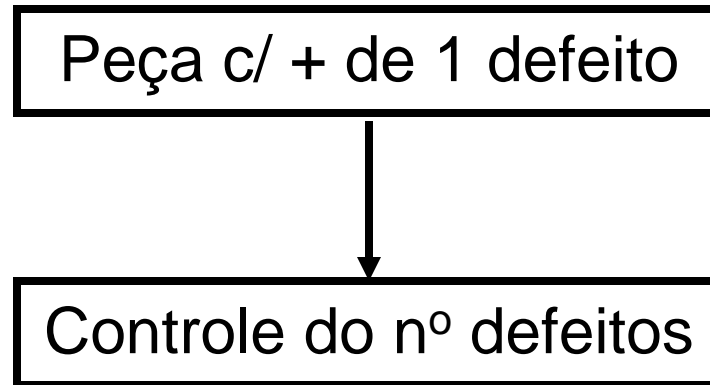 Peça c/ + de 1 defeito
Controle do nº defeitos